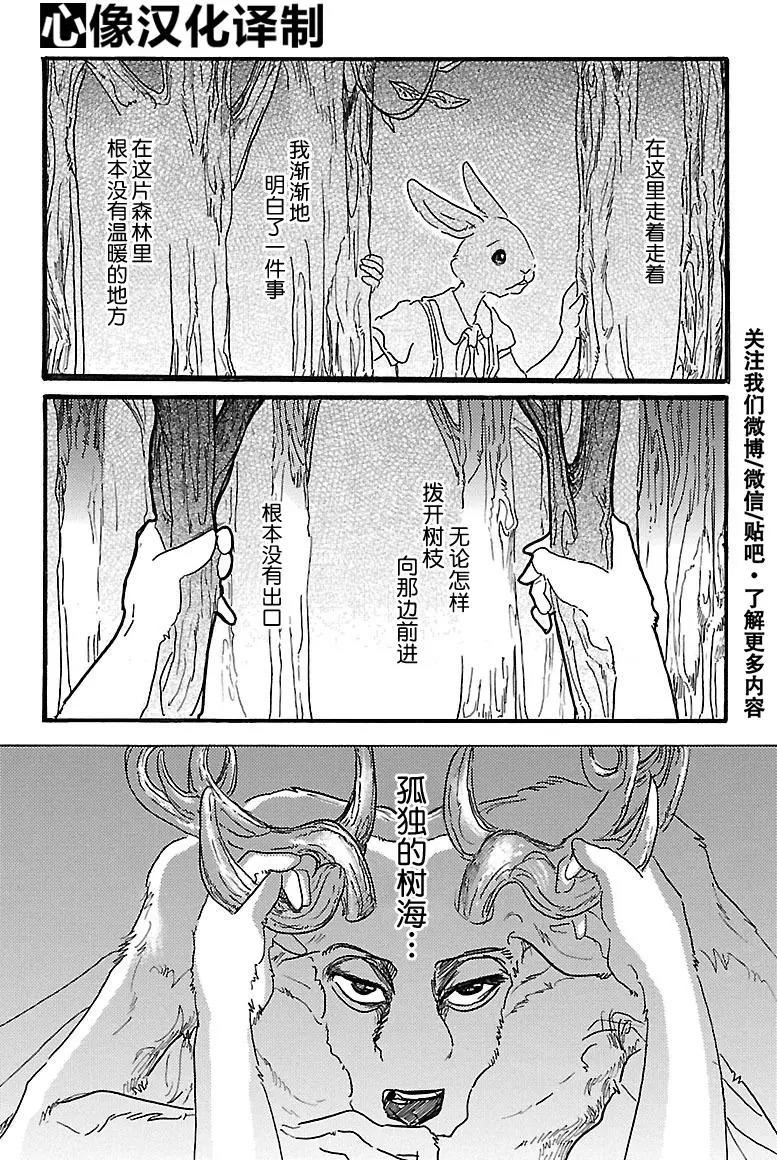 心像汉化译制
在这里走着走着
我渐渐地
明白了一件事
在这片森林里
根本没有温暖的地方
无论怎样
拨开树枝
向那边前进
根本没有出口
孤独的树海…
关注我们微博/微信/贴吧·了解更多内容